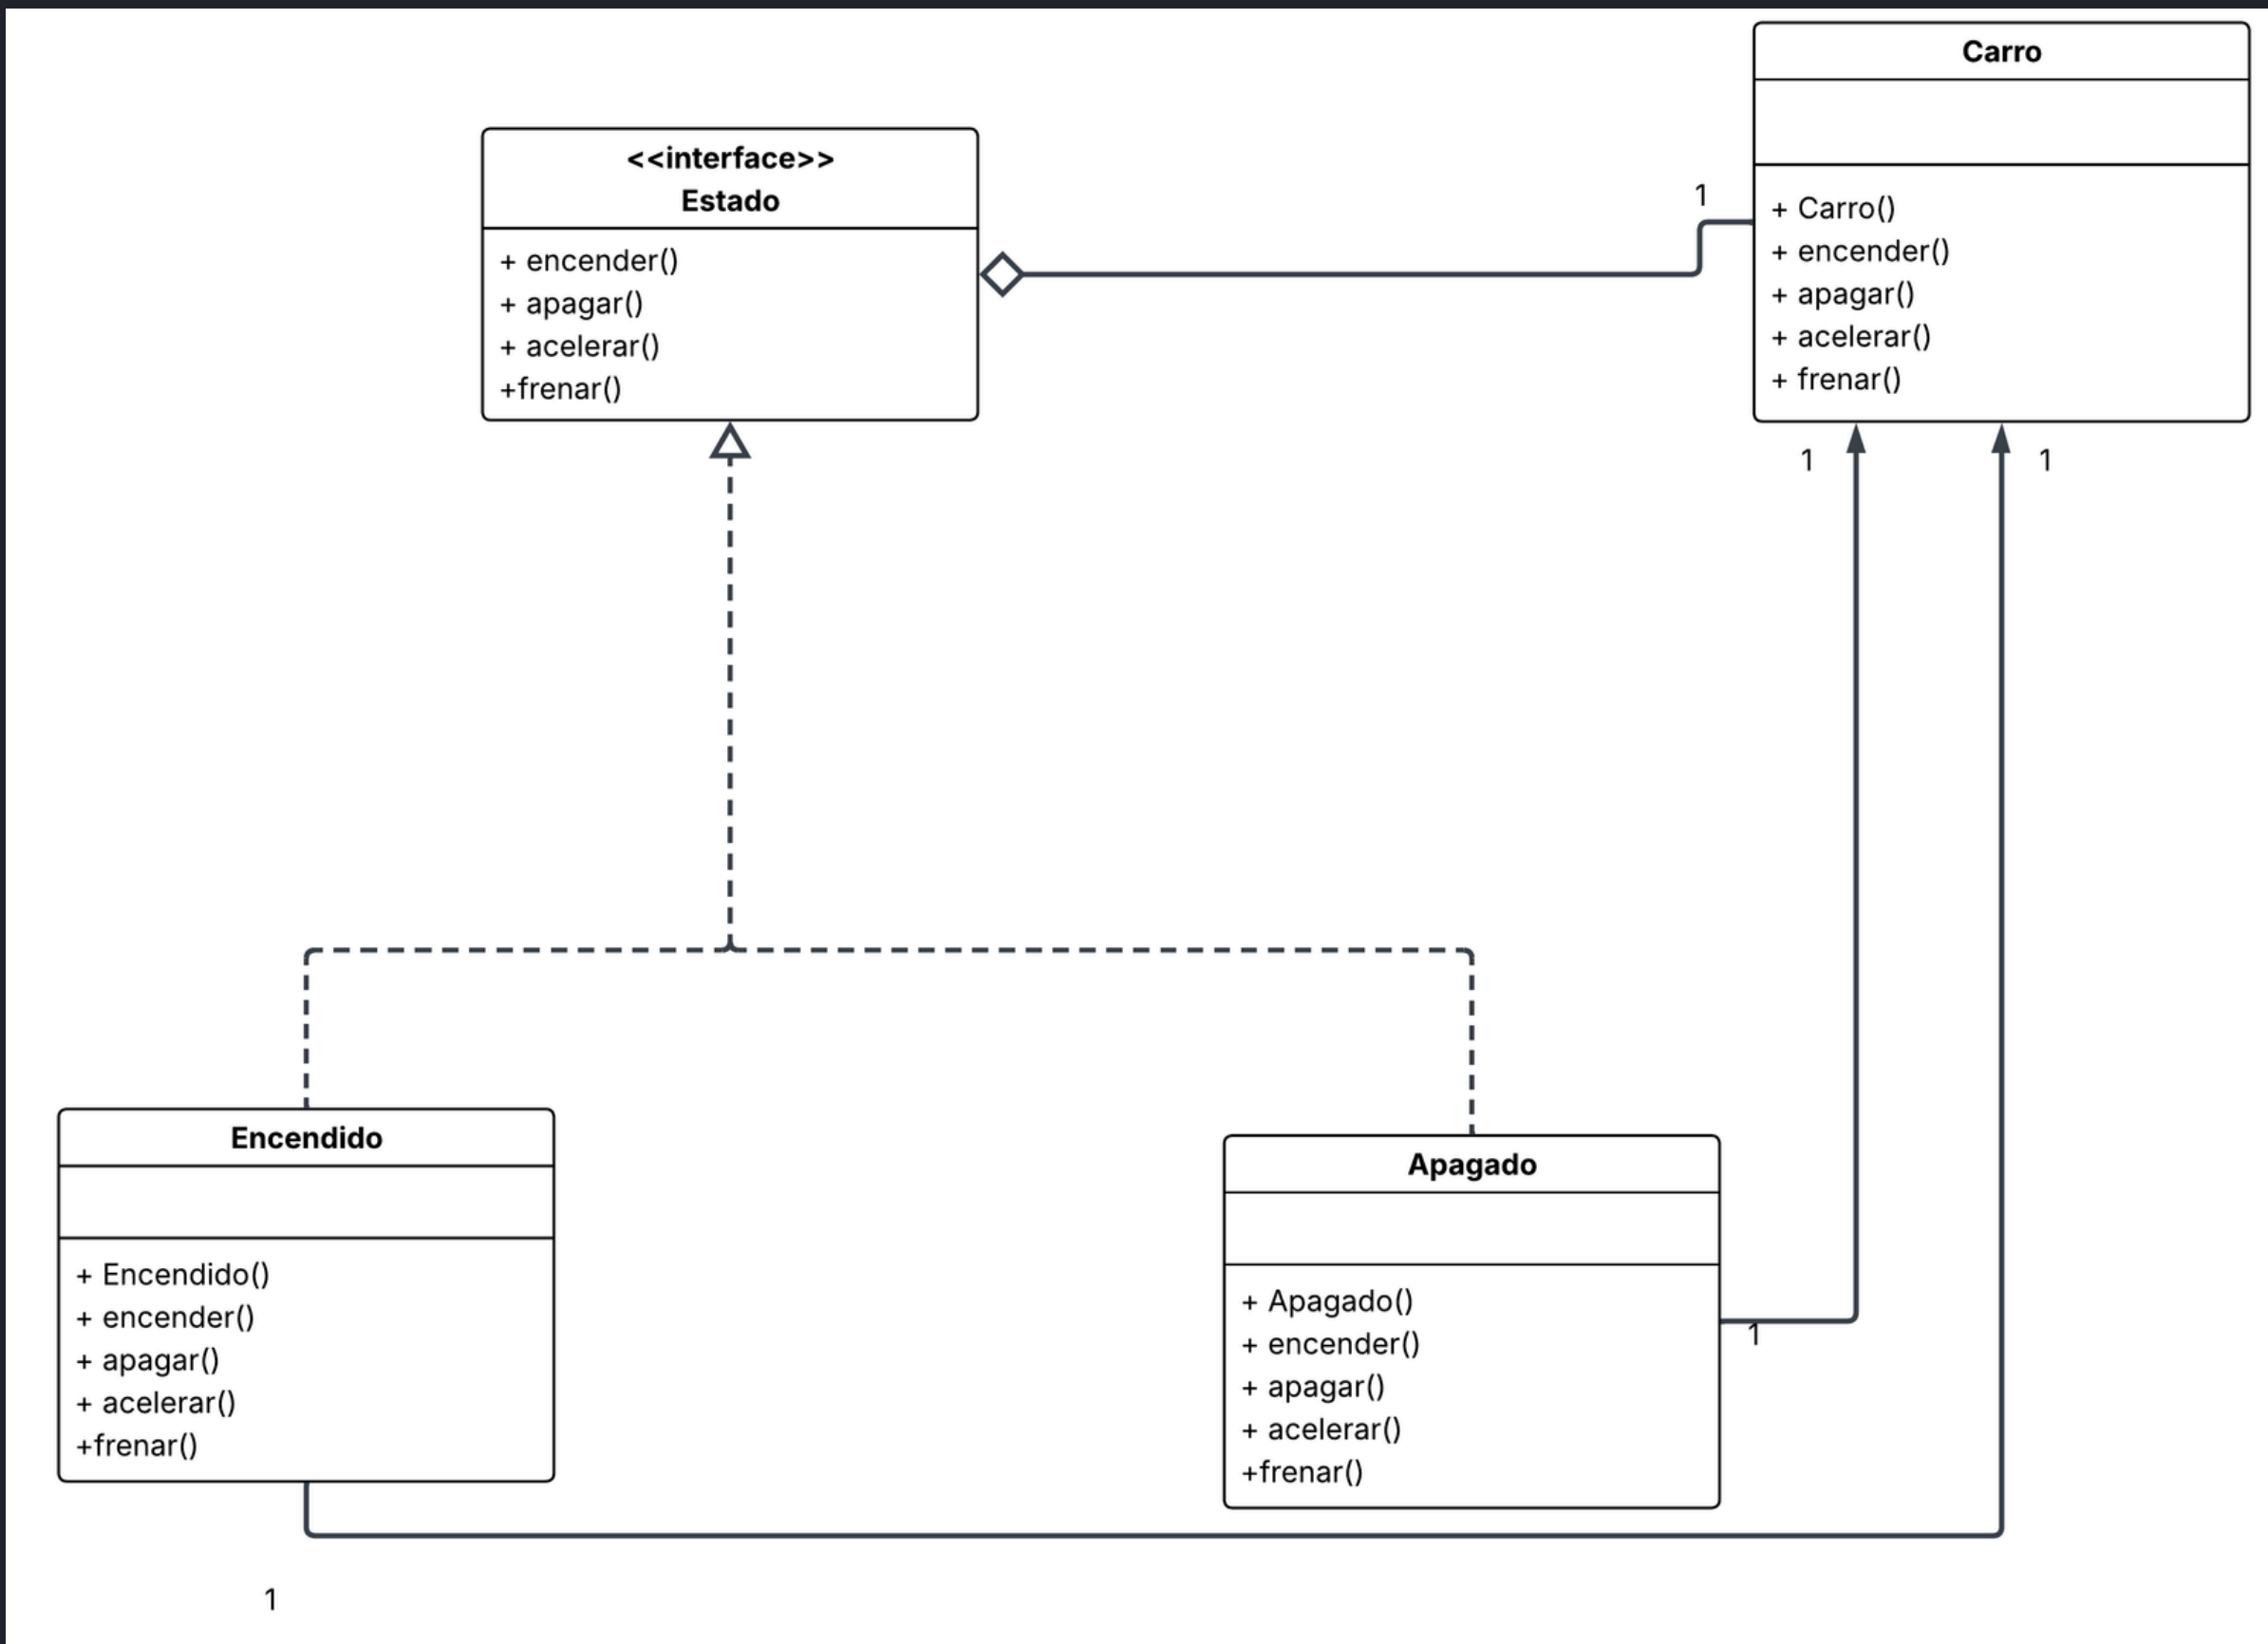 Carro
+ Carro()
+ encender()
+ apagar()
+ acelerar()
+ frenar()
<<interface>>
Estado
+ encender()
+ apagar()
+ acelerar()
+frenar()
1
1
1
Encendido
+ Encendido()
+ encender()
+ apagar()
+ acelerar()
+frenar()
Apagado
+ Apagado()
+ encender()
+ apagar()
+ acelerar()
+frenar()
1
1